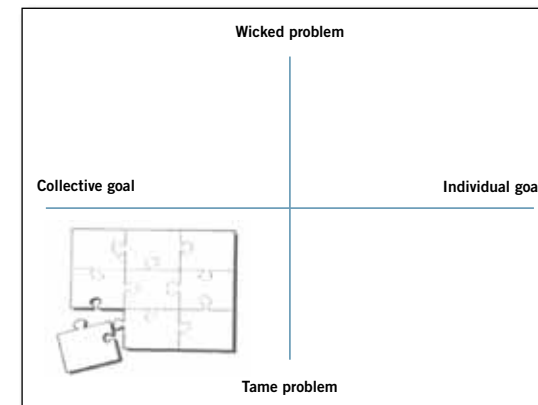 Wicked problem
Collective goal
Individual goa
Tame problem